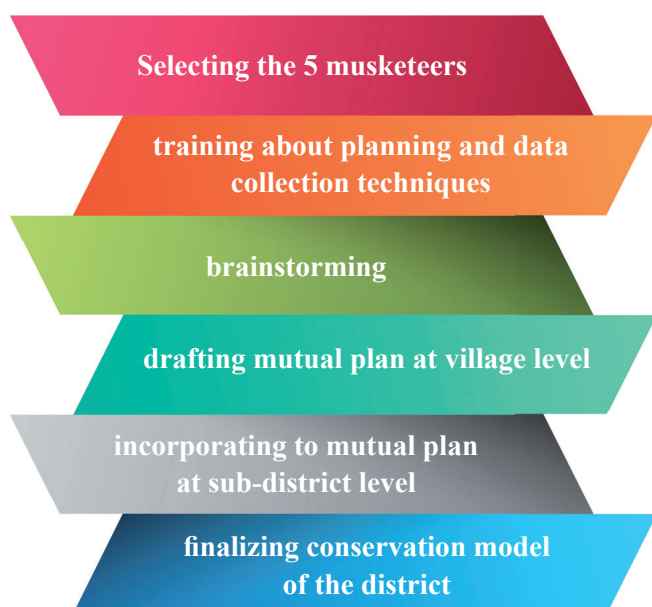 Selecting the 5 musketeers
training about planning and data
collection techniques
brainstorming
drafting mutual plan at village level
incorporating to mutual plan
at sub-district level
finalizing conservation model
of the district